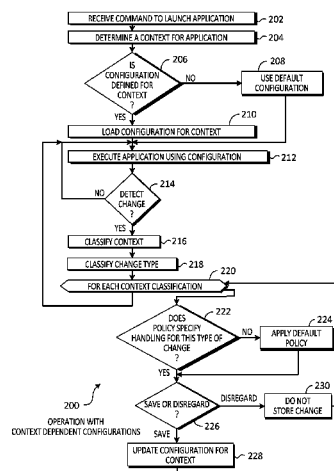 RECEIVE COMMAND TO LAUNCH APPLICATION
202
DETERMINE A CONTEXT FOR APPLICATION
204
IS
CONFIGURATION
DEFINED FOR
CONTEXT
?
206
NO
208
USE DEFAULT
CONFIGURATION
YES
210
LOAD CONFIGURATION FOR CONTEXT
EXECUTE APPLICATION USING CONFIGURATION
212
214
NO
DETECT
CHANGE
?
YES
CLASSIFY CONTEXT
216
CLASSIFY CHANGE TYPE
218
220
FOR EACH CONTEXT CLASSIFICATION
222
DOES
POLICY SPECIFY
HANDLING FOR THIS TYPE OF
CHANGE
?
NO
224
APPLY DEFAULT
POLICY
YES
200
OPERATION WITH
CONTEXT DEPENDENT CONFIGURATIONS
SAVE OR DISREGARD
?
226
DISREGARD
230
DO NOT
STORE CHANGE
SAVE
UPDATE CONFIGURATION FOR
CONTEXT
228